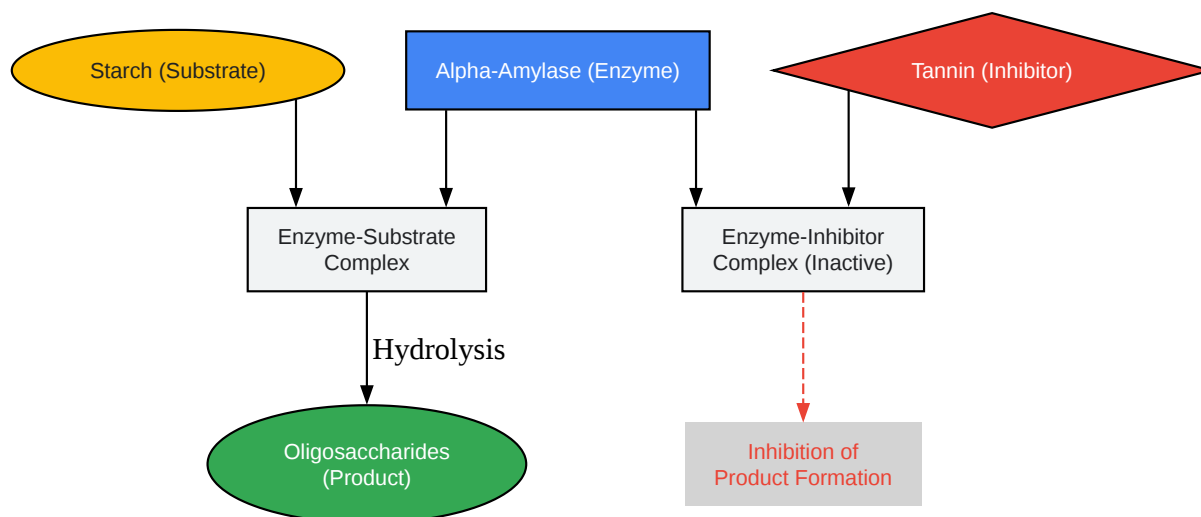 Starch (Substrate)
Alpha-Amylase (Enzyme)
Tannin (Inhibitor)
Enzyme-Substrate
Complex
Enzyme-Inhibitor
Complex (Inactive)
Hydrolysis
Oligosaccharides
(Product)
Inhibition of
Product Formation